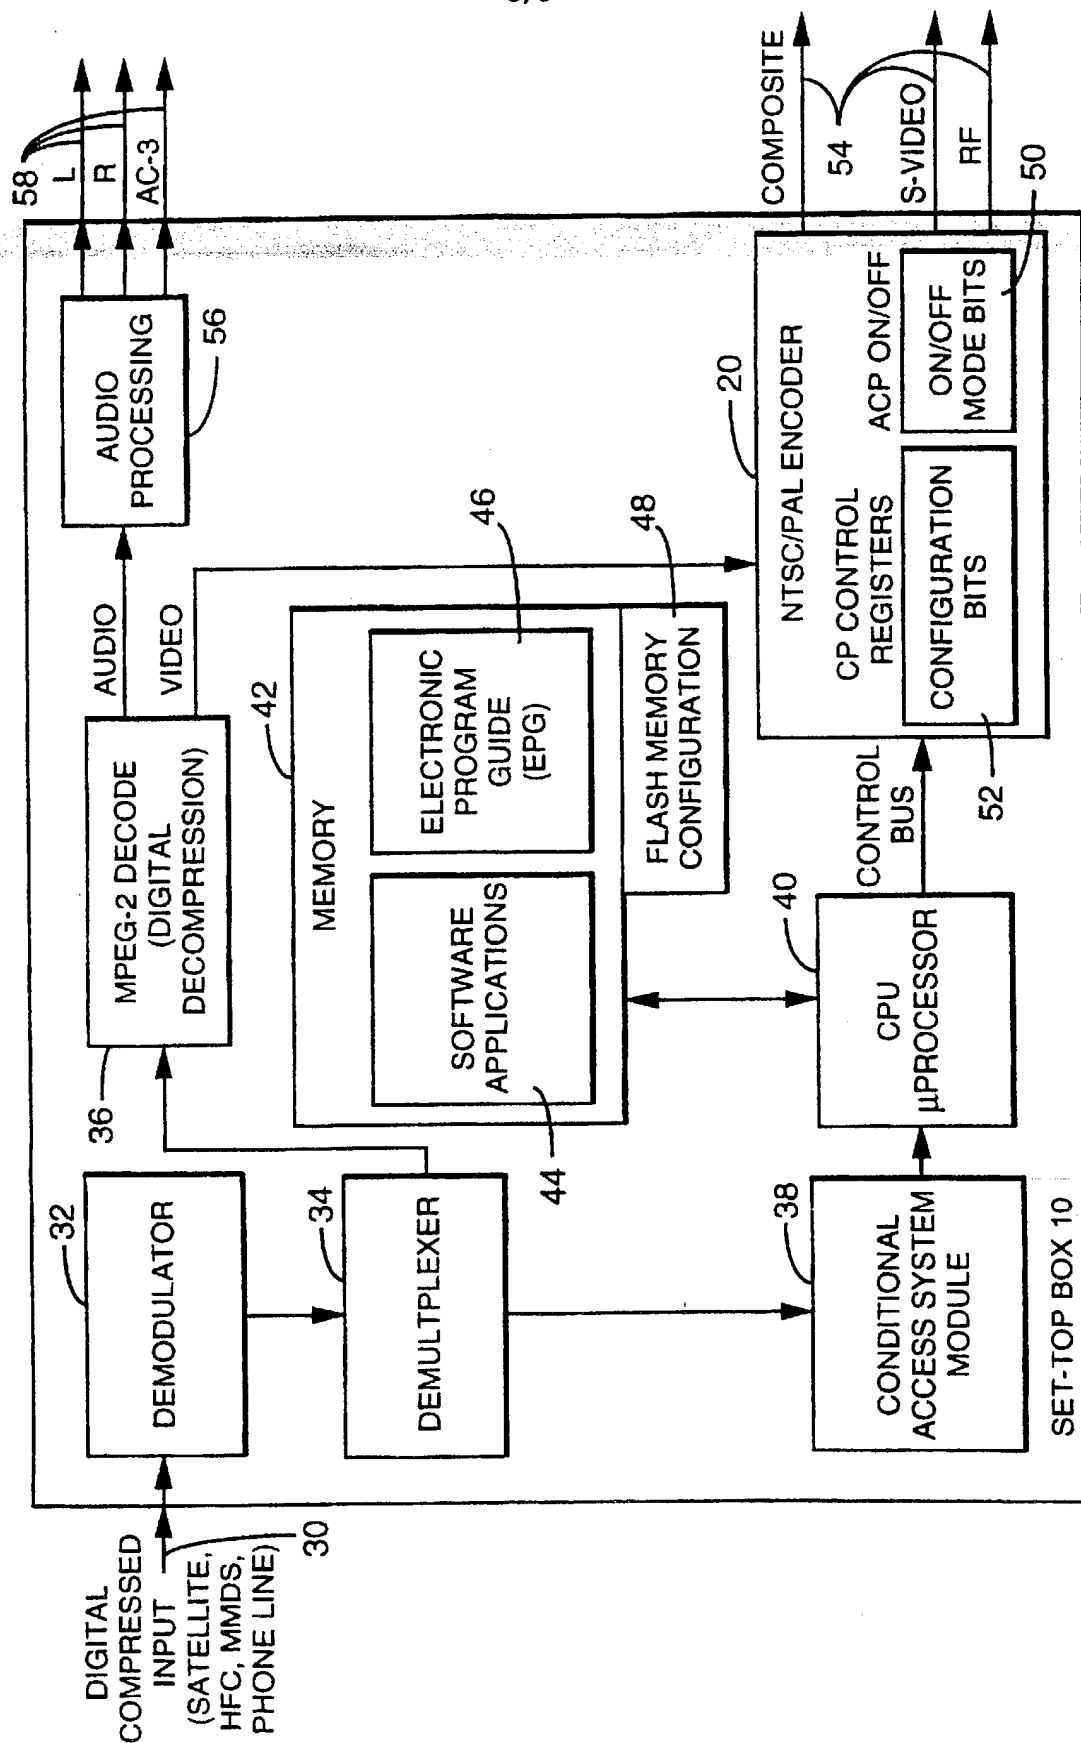 DIGITAL
COMPRESSED
INPUT
(SATELLITE,
HFC, MMDS,
PHONE LINE)
30
32
DEMODULATOR
34
DEMULTPLEXER
36
MPEG-2 DECODE
(DIGITAL
DECOMPRESSION)
AUDIO
VIDEO
AUDIO
PROCESSING
56
58
L
R
AC-3
42
MEMORY
SOFTWARE
APPLICATIONS
44
ELECTRONIC
PROGRAM
GUIDE
(EPG)
46
FLASH MEMORY
CONFIGURATION
48
38
CONDITIONAL
ACCESS SYSTEM
MODULE
40
CPU
µPROCESSOR
CONTROL
BUS
20
NTSC/PAL ENCODER
CP CONTROL
REGISTERS
CONFIGURATION
BITS
52
ACP ON/OFF
ON/OFF
MODE BITS
50
COMPOSITE
54
S-VIDEO
RF
SET-TOP BOX 10